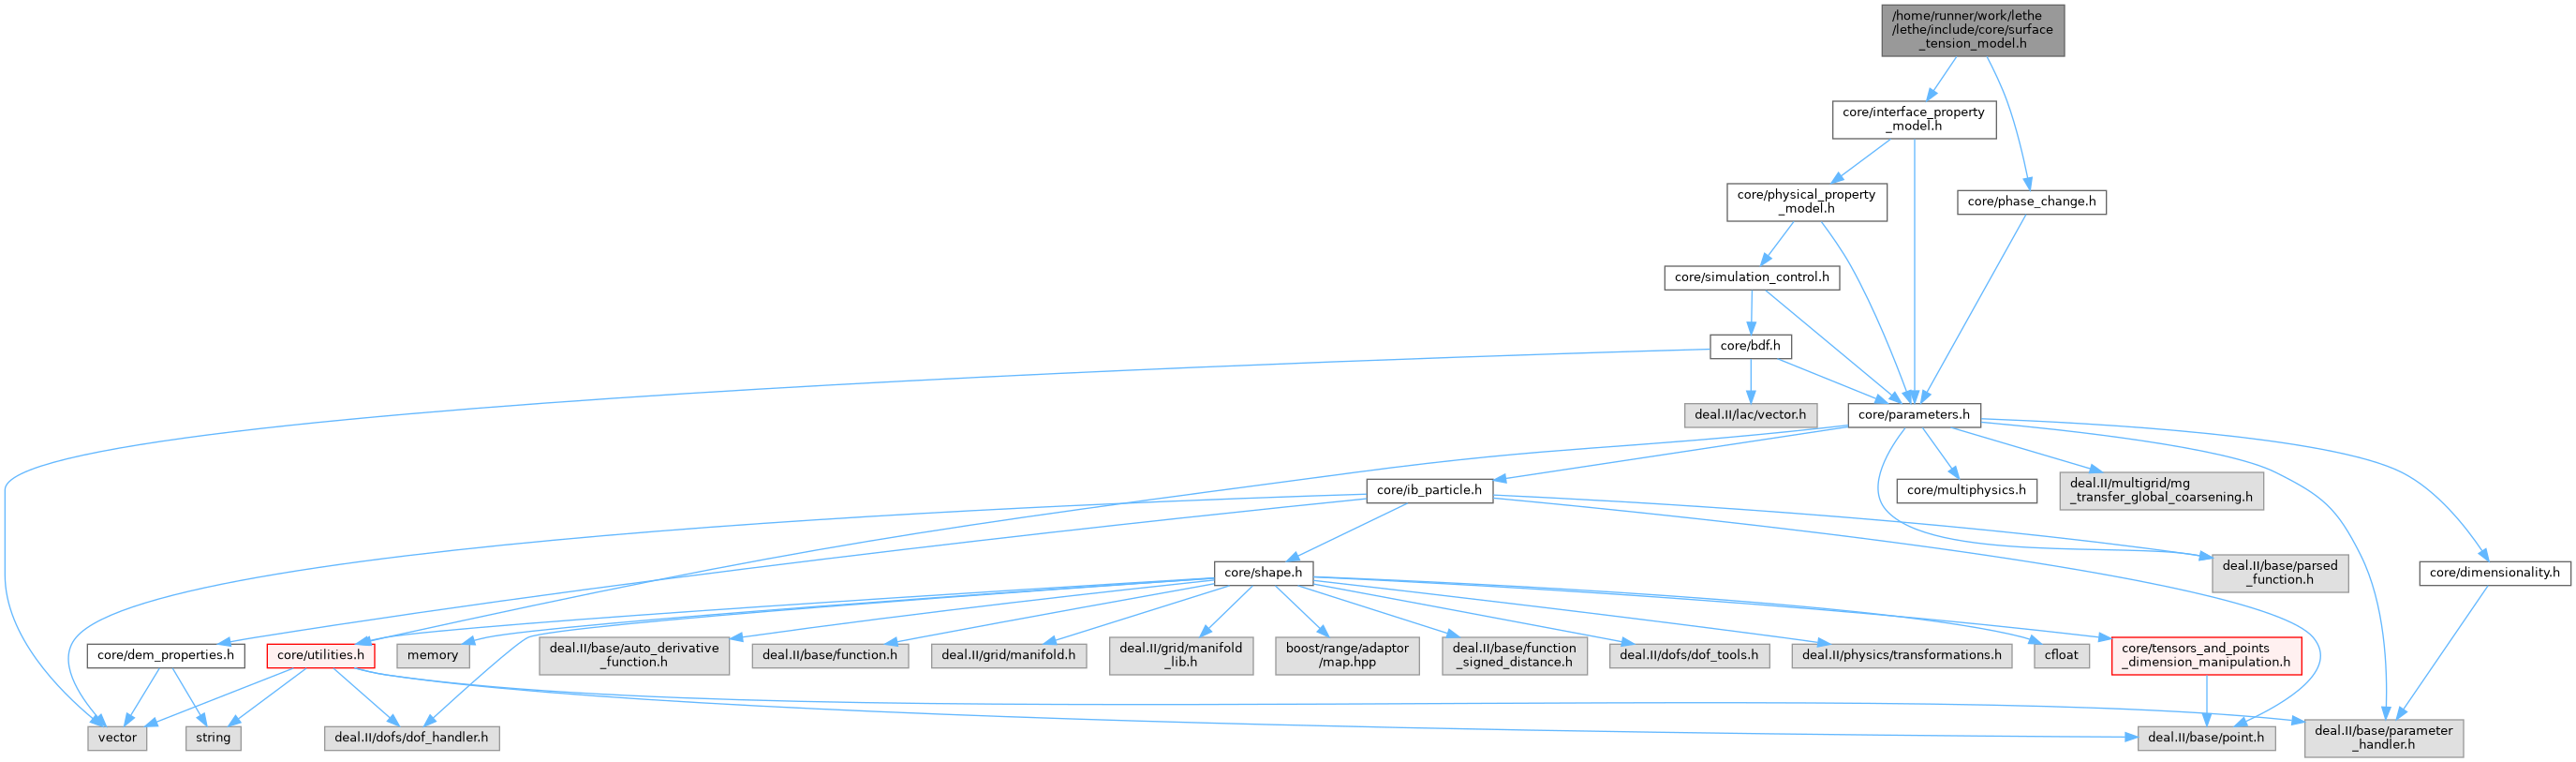 /home/runner/work/lethe
/lethe/include/core/surface
_tension_model.h
core/interface_property
_model.h
core/physical_property
_model.h
core/phase_change.h
core/simulation_control.h
core/bdf.h
deal.II/lac/vector.h
core/parameters.h
core/ib_particle.h
core/multiphysics.h
deal.II/multigrid/mg
_transfer_global_coarsening.h
core/shape.h
deal.II/base/parsed
_function.h
core/dimensionality.h
core/dem_properties.h
core/utilities.h
memory
deal.II/base/auto_derivative
_function.h
deal.II/base/function.h
deal.II/grid/manifold.h
deal.II/grid/manifold
_lib.h
boost/range/adaptor
/map.hpp
deal.II/base/function
_signed_distance.h
deal.II/dofs/dof_tools.h
deal.II/physics/transformations.h
cfloat
core/tensors_and_points
_dimension_manipulation.h
vector
string
deal.II/dofs/dof_handler.h
deal.II/base/point.h
deal.II/base/parameter
_handler.h